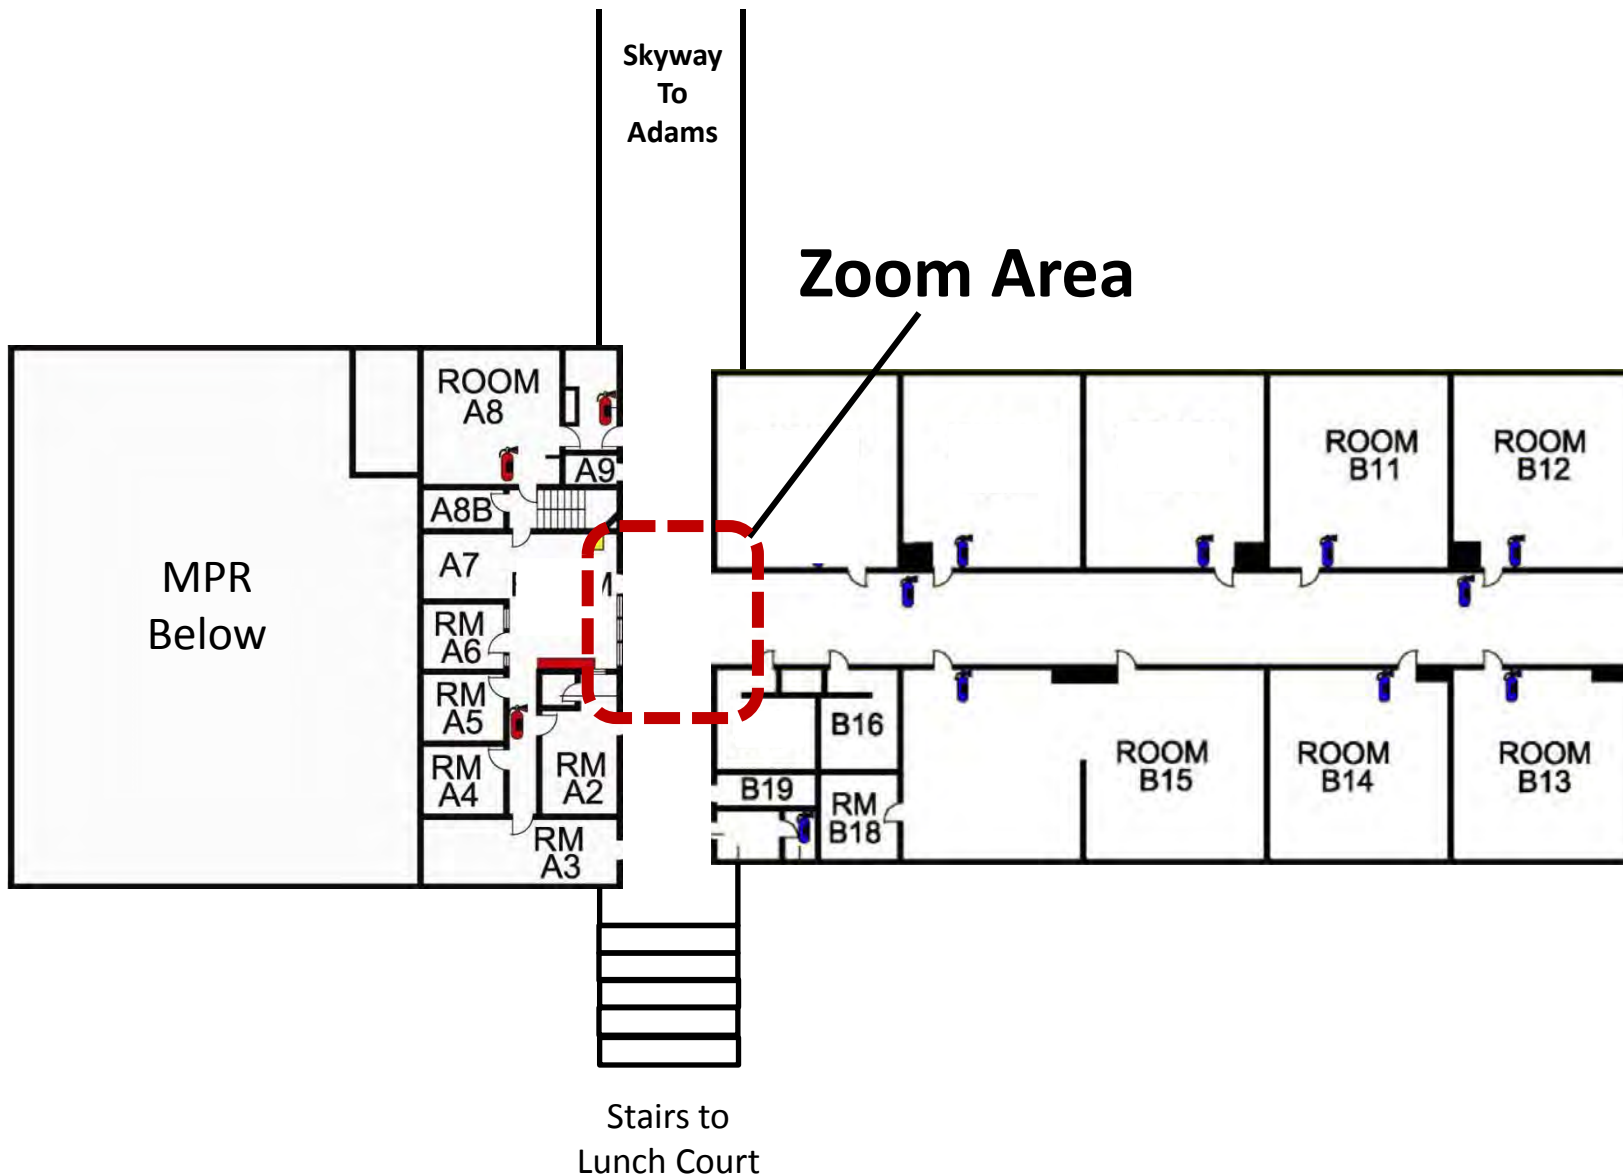 Skyway
To
Adams
Zoom Area
ROOM
A8
A9
A8B
A7
MPR
Below
RM
A6
RM
A5
RM
A4
RM
A2
RM
A3
ROOM
B11
ROOM
B12
B16
B19
RM
B18
ROOM
B15
ROOM
B14
ROOM
B13
Stairs to
Lunch Court